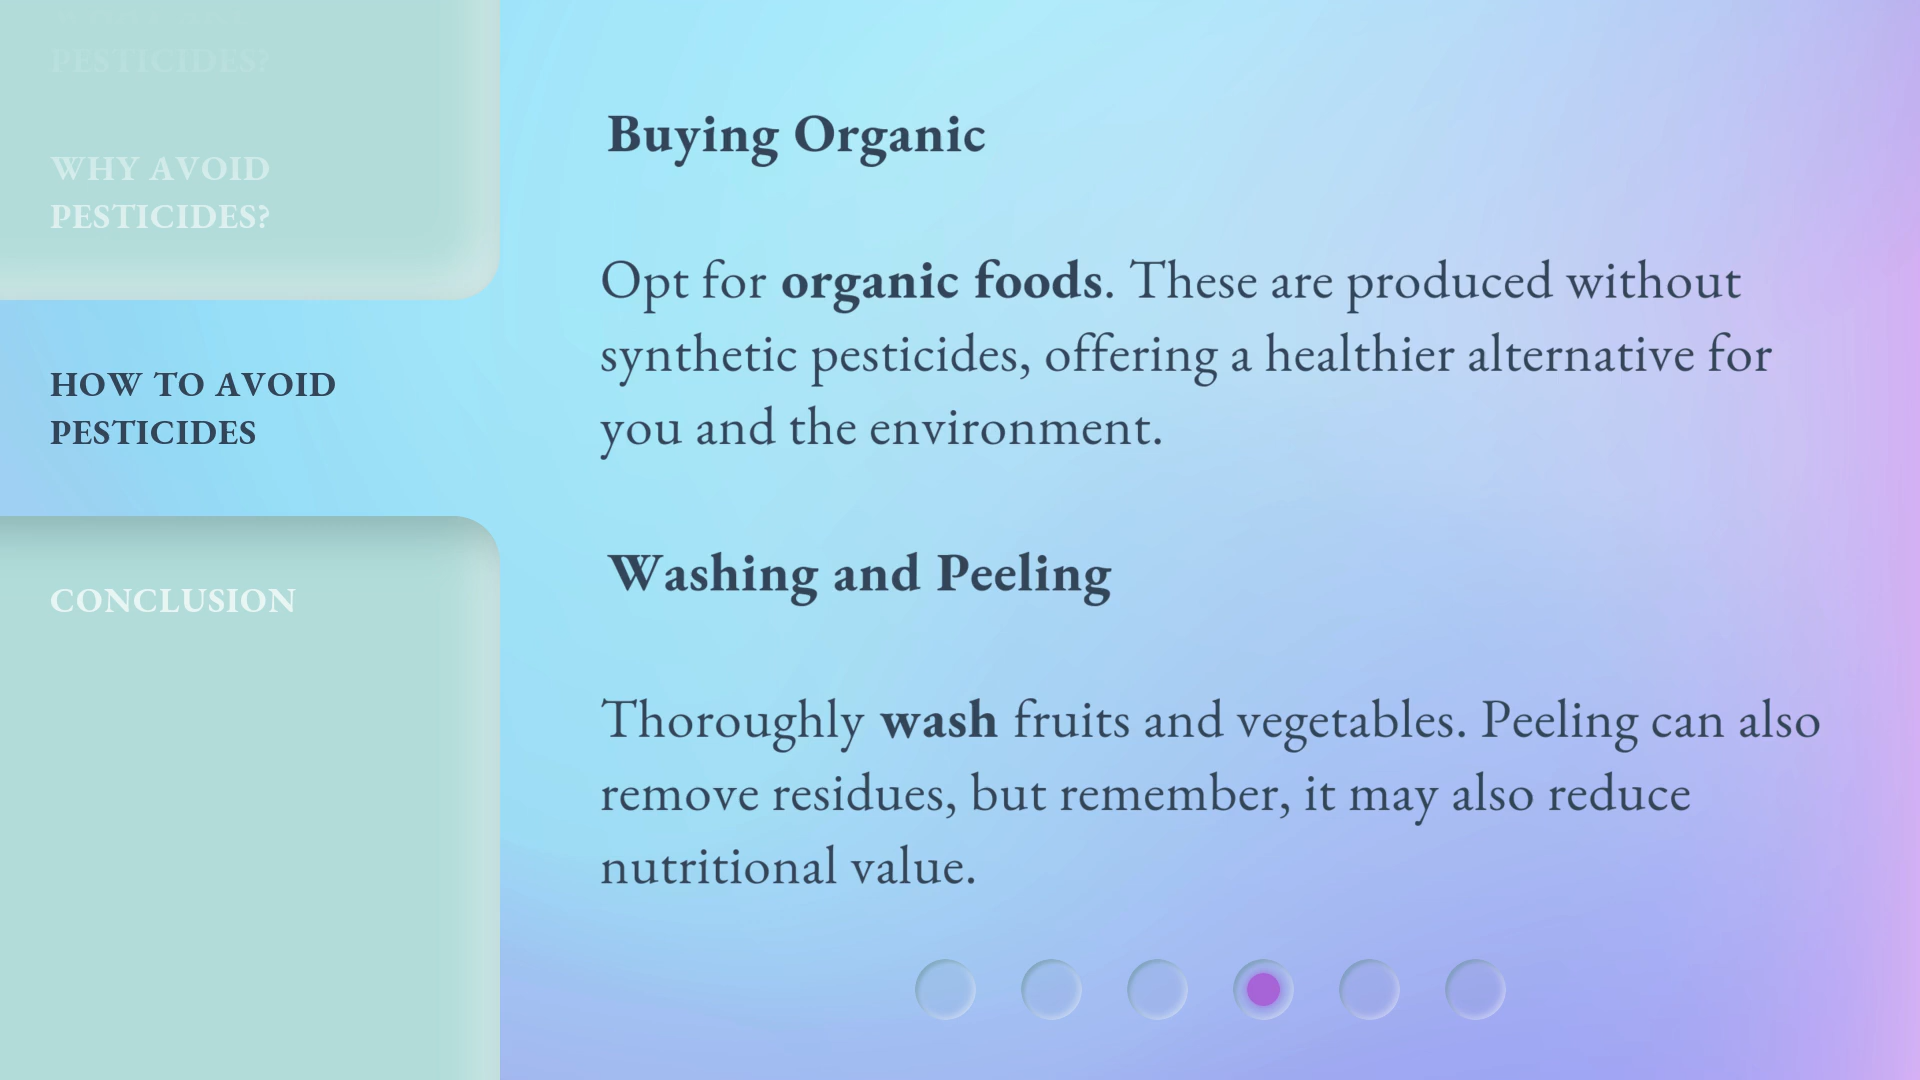 PESTICIDES?
WHY AVOID
PESTICIDES?
HOW TO AVOID
PESTICIDES
CONCLUSION
Buying Organic
Opt for organic foods. These are produced without
synthetic pesticides, offering a healthier alternative for
you and the environment.
Washing and Peeling
Thoroughly wash fruits and vegetables. Peeling can also
remove residues, but remember, it may also reduce
nutritional value.